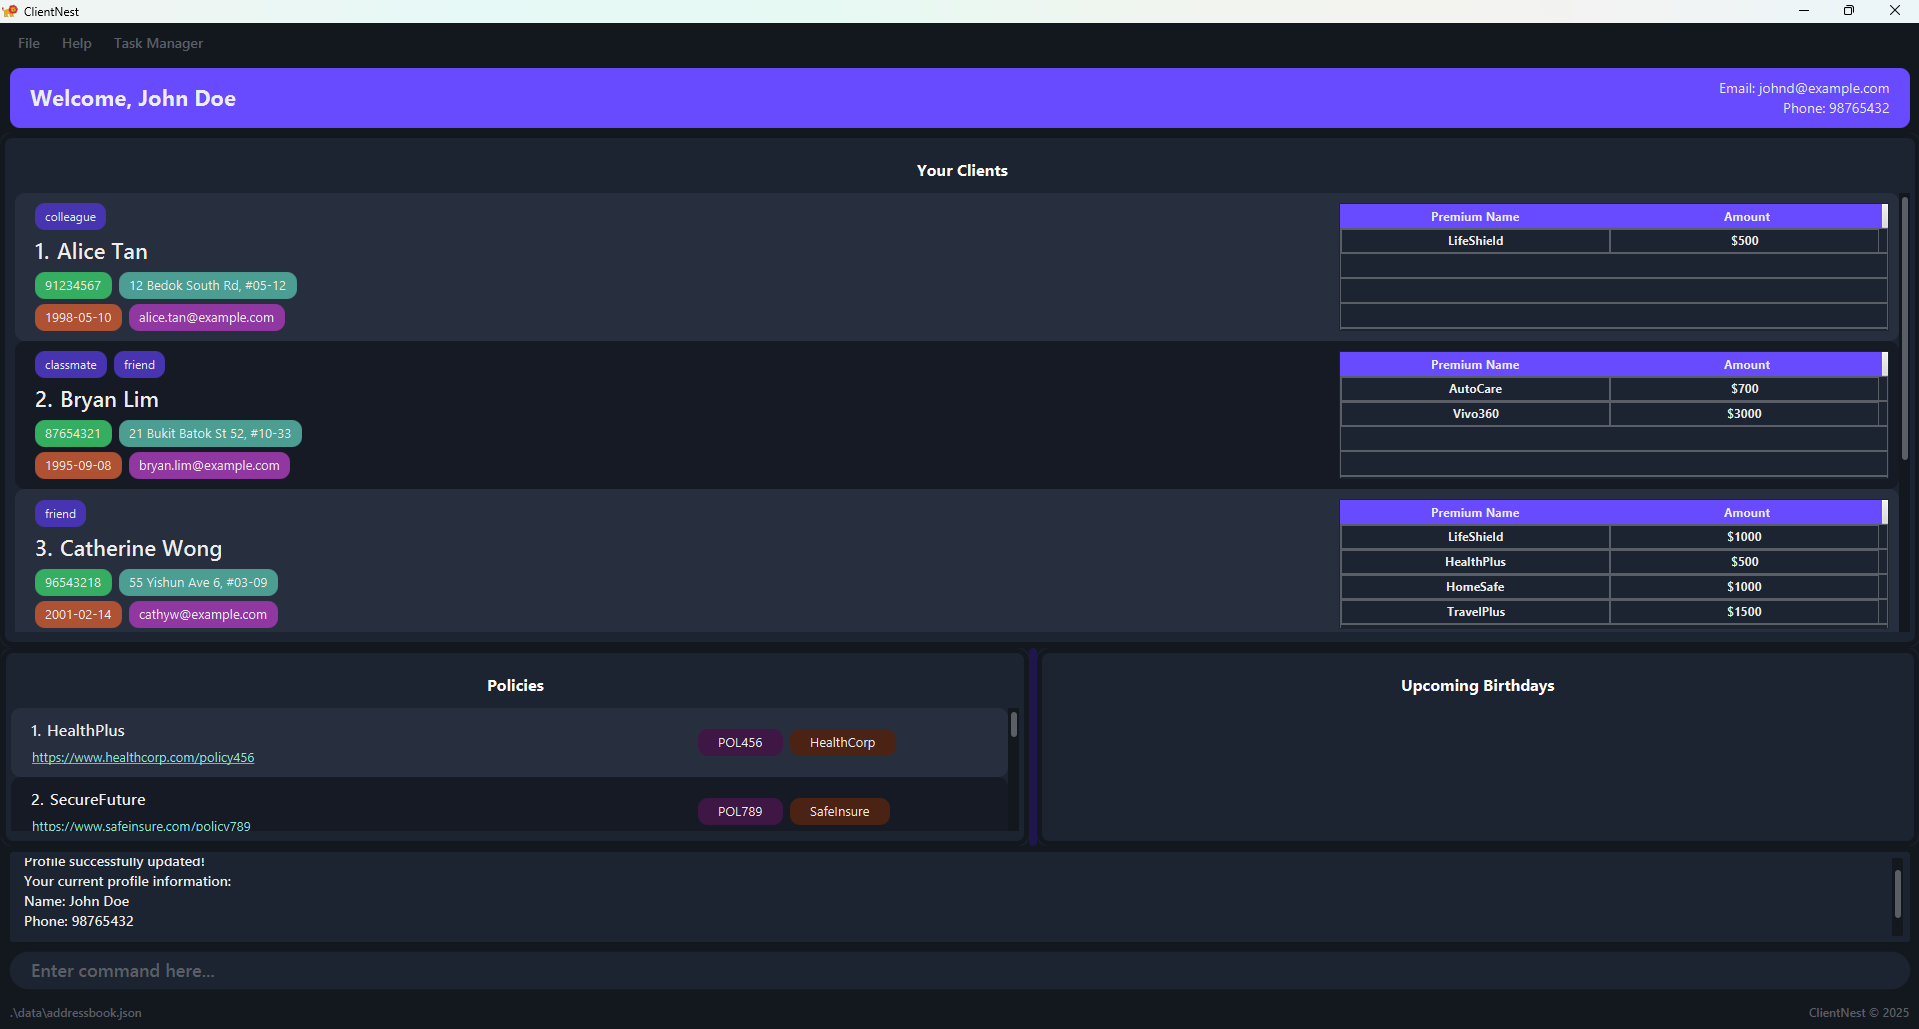 ClientNest
File Help Task Manager
Welcome, John Doe
Email: johnd@example.com
Phone: 98765432
Your Clients
colleague
1. Alice Tan
91234567 12 Bedok South Rd, #05-12
1998-05-10 alice.tan@example.com
Premium Name Amount
LifeShield $500
classmate friend
2. Bryan Lim
87654321 21 Bukit Batok St 52, #10-33
1995-09-08 bryan.lim@example.com
Premium Name Amount
AutoCare $700
Vivo360 $3000
friend
3. Catherine Wong
96543218 55 Yishun Ave 6, #03-09
2001-02-14 cathyw@example.com
Premium Name Amount
LifeShield $1000
HealthPlus $500
HomeSafe $1000
TravelPlus $1500
Policies
1. HealthPlus
https://www.healthcorp.com/policy456
POL456 HealthCorp
2. SecureFuture
https://www.safeinsure.com/policy789
POL789 SafeInsure
Upcoming Birthdays
Profile successfully updated!
Your current profile information:
Name: John Doe
Phone: 98765432
Enter command here...
.\data\addressbook.json
ClientNest © 2025